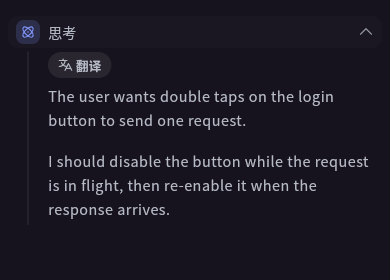 思考
翻译
The user wants double taps on the login
button to send one request.
I should disable the button while the request
is in flight, then re-enable it when the
response arrives.